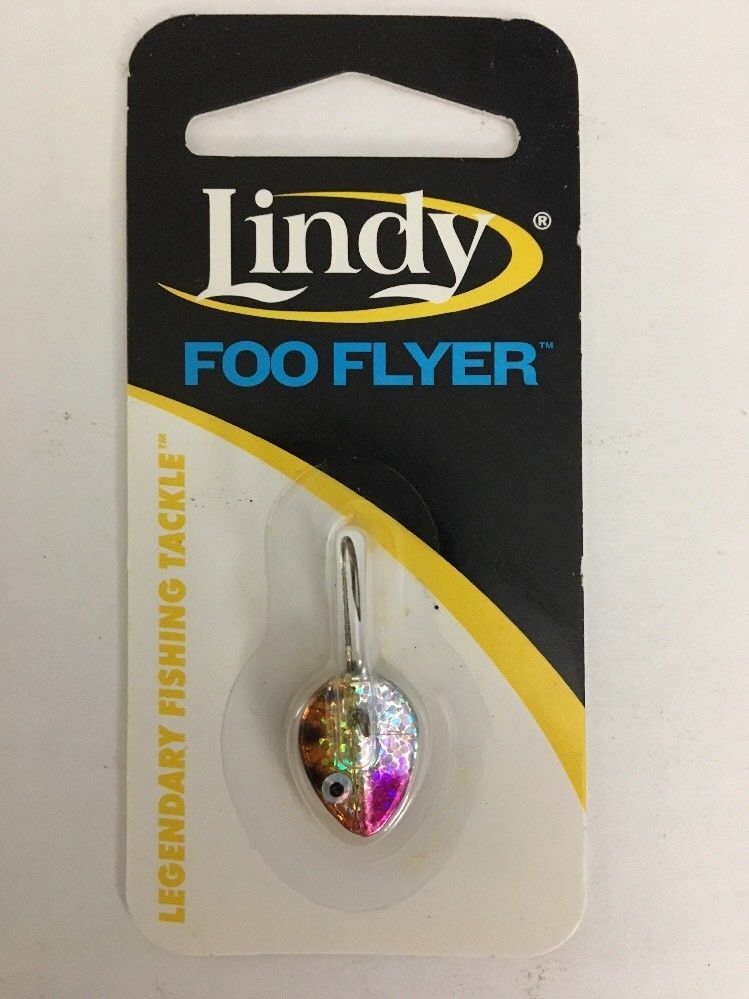 Lindy®
FOO FLYER™
LEGENDARY FISHING TACKLE™